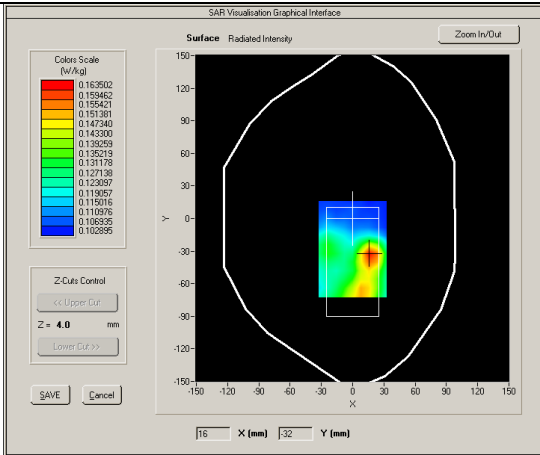 SAR Visualisation Graphical Interface
Surface Radiated Intensity
Zoom In/Out
Colors Scale
(W/kg)
0.163502
0.159462
0.155421
0.151381
0.147340
0.143300
0.139259
0.135219
0.131178
0.127138
0.123097
0.119057
0.115016
0.110976
0.106935
0.102895
Z-Cuts Control
<< Upper Cut
Z = 4.0 mm
Lower Cut >>
SAVE Cancel
150
120
90
60
30
0
-30
-60
-90
-120
-150
Y
-150 -120 -90 -60 -30 0 30 60 90 120 150
X
16 X (mm) -32 Y (mm)